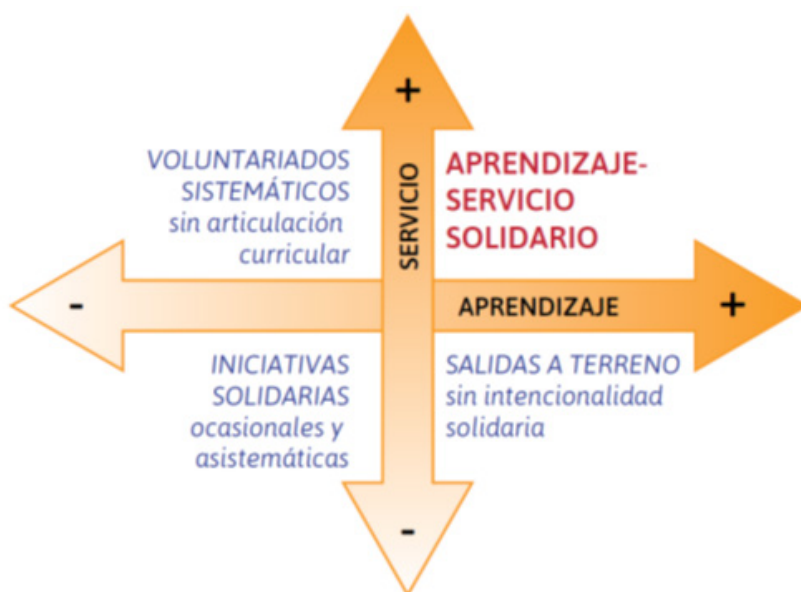 +
VOLUNTARIADOS
SISTEMÁTICOS
sin articulación
curricular
SERVICIO
APRENDIZAJE-
SERVICIO
SOLIDARIO
-
APRENDIZAJE
+
INICIATIVAS
SOLIDARIAS
ocasionales y
asistemáticas
SALIDAS A TERRENO
sin intencionalidad
solidaria
-